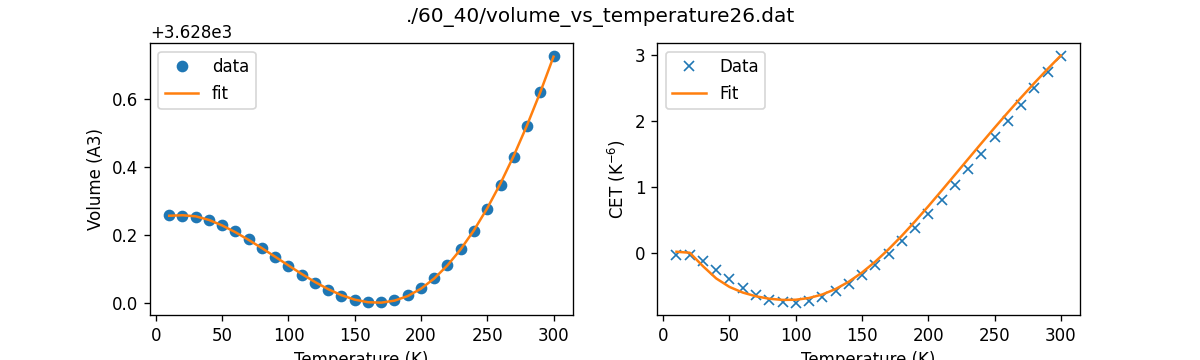 ./60_40/volume_vs_temperature26.dat
+3.628e3
data
fit
Volume (A3)
0.6
0.4
0.2
0.0
0 50 100 150 200 250 300
Temperature (K)
Data
Fit
CET (K⁻⁶)
3
2
1
0
0 50 100 150 200 250 300
Temperature (K)